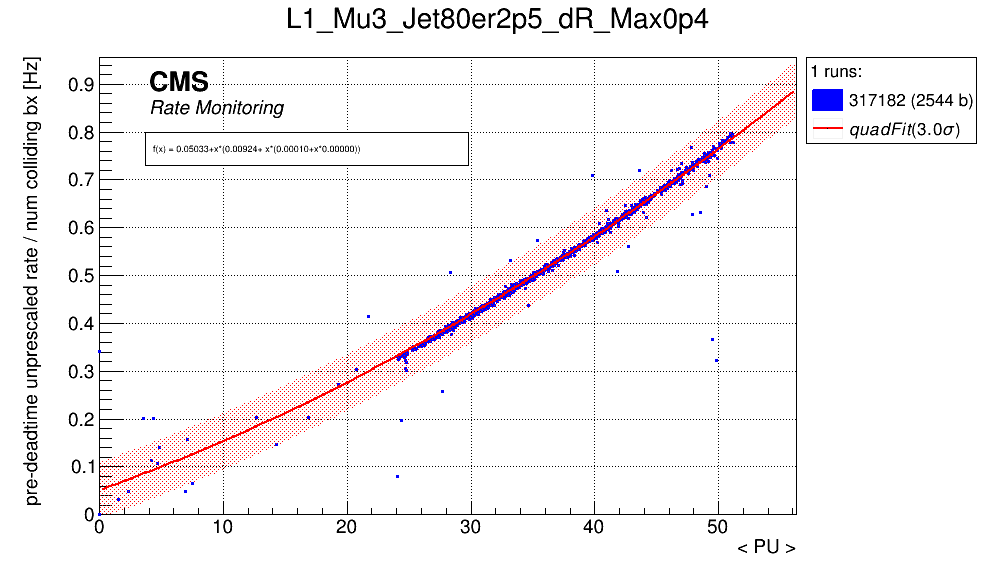 L1_Mu3_Jet80er2p5_dR_Max0p4
pre-deadtime unprescaled rate / num colliding bx [Hz]
CMS
Rate Monitoring
f(x) = 0.05033+x*(0.00924+ x*(0.00010+x*0.00000))
1 runs:
317182 (2544 b)
quadFit(3.0σ)
0.9
0.8
0.7
0.6
0.5
0.4
0.3
0.2
0.1
0
0 10 20 30 40 50
< PU >